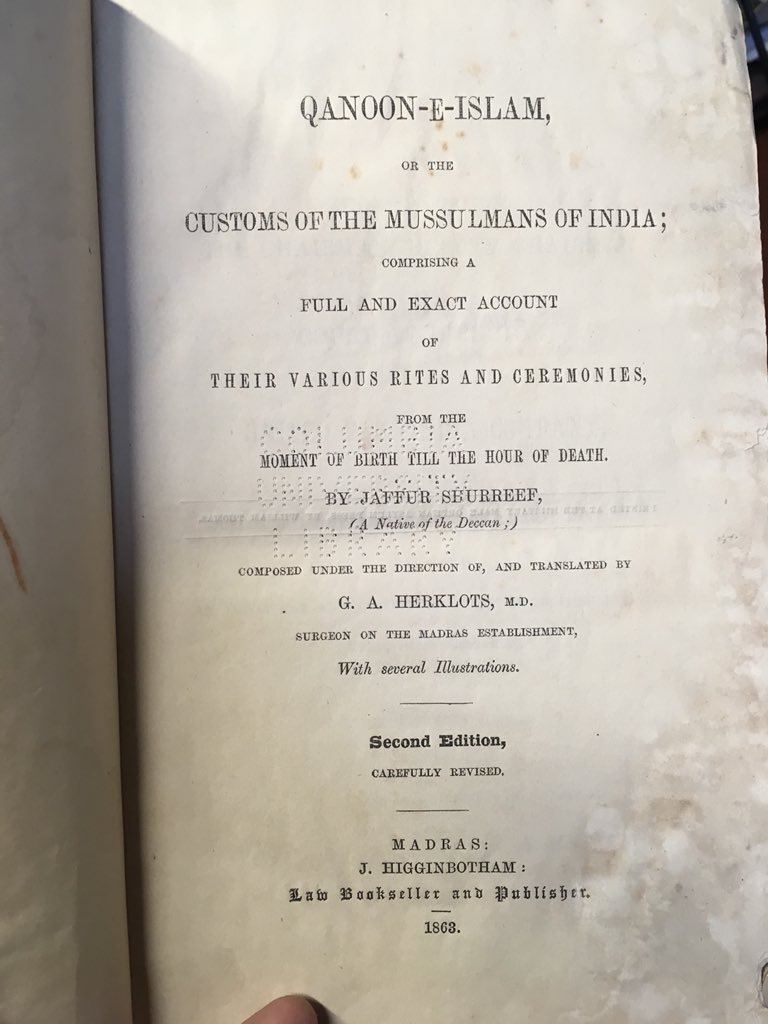 QANOON-E-ISLAM,
OR THE
CUSTOMS OF THE MUSSULMANS OF INDIA;
COMPRISING A
FULL AND EXACT ACCOUNT
OF
THEIR VARIOUS RITES AND CEREMONIES,
FROM THE
COLUMBIA
MOMENT OF BIRTH TILL THE HOUR OF DEATH.
UNIVERSITY
BY JAFFUR SHURREEF,
(A Native of the Deccan;)
LIBRARY
COMPOSED UNDER THE DIRECTION OF, AND TRANSLATED BY
G. A. HERKLOTS, M.D.
SURGEON ON THE MADRAS ESTABLISHMENT,
With several Illustrations.
Second Edition,
CAREFULLY REVISED.
MADRAS:
J. HIGGINBOTHAM:
Law Bookseller and Publisher.
1863.